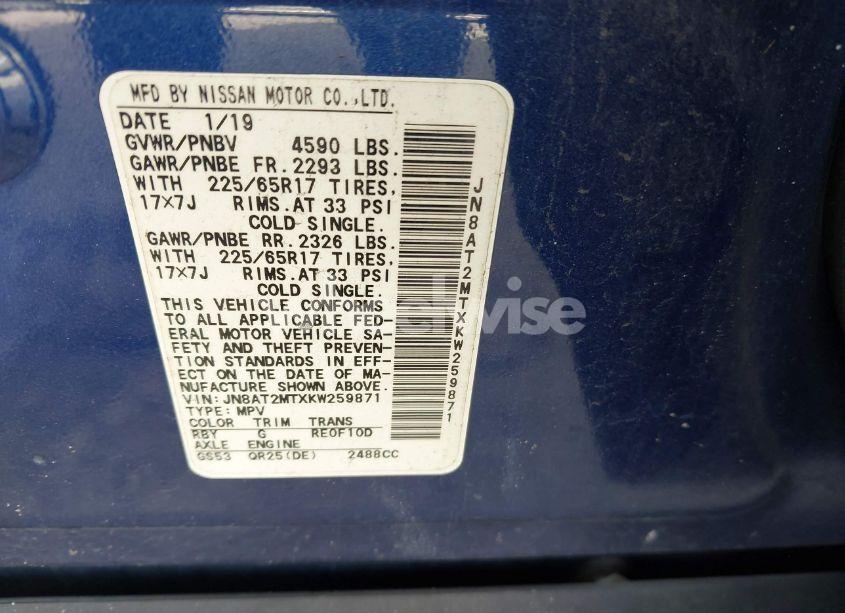 MFD BY NISSAN MOTOR CO.,LTD.
DATE 1/19
GVWR/PNBV 4590 LBS.
GAWR/PNBE FR. 2293 LBS.
WITH 225/65R17 TIRES,
17X7J RIMS.AT 33 PSI
COLD SINGLE.
GAWR/PNBE RR. 2326 LBS.
WITH 225/65R17 TIRES,
17X7J RIMS.AT 33 PSI
COLD SINGLE.
THIS VEHICLE CONFORMS
TO ALL APPLICABLE FED-
ERAL MOTOR VEHICLE SA-
FETY AND THEFT PREVEN-
TION STANDARDS IN EFF-
ECT ON THE DATE OF MA-
NUFACTURE SHOWN ABOVE.
VIN: JN8AT2MTXKW259871
TYPE: MPV
COLOR TRIM TRANS
RBY G RE0F10D
AXLE ENGINE
GS53 QR25(DE) 2488CC
JN8AT2MTXKW259871